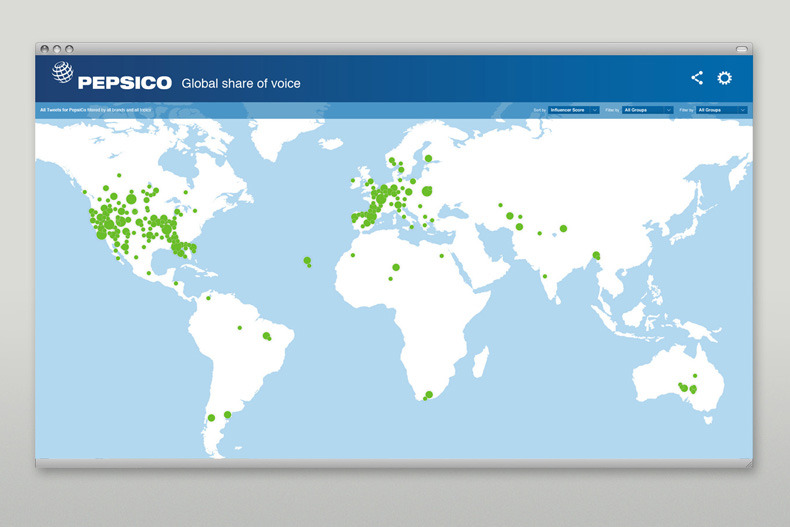 PEPSICO Global share of voice
All Tweets for PepsiCo filtered by all brands and all topics
Sort by Influencer Score Filter by All Groups Filter by All Groups